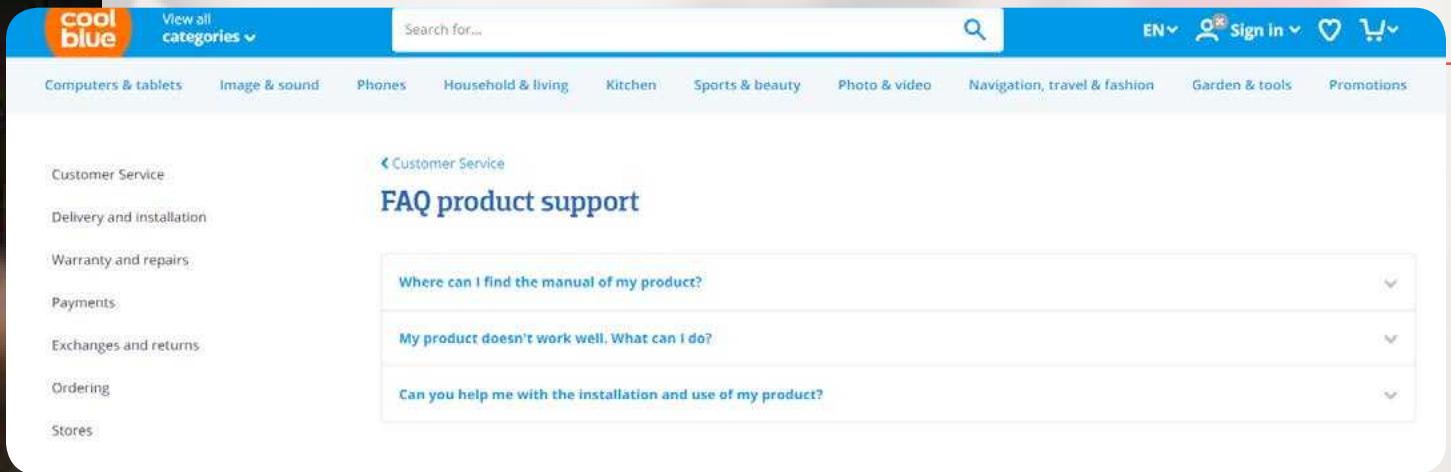 cool
blue
View all
categories
Search for...
EN
Sign in
Computers & tablets
Image & sound
Phones
Household & living
Kitchen
Sports & beauty
Photo & video
Navigation, travel & fashion
Garden & tools
Promotions
Customer Service
Delivery and installation
Warranty and repairs
Payments
Exchanges and returns
Ordering
Stores
Customer Service
FAQ product support
Where can I find the manual of my product?
My product doesn't work well. What can I do?
Can you help me with the installation and use of my product?